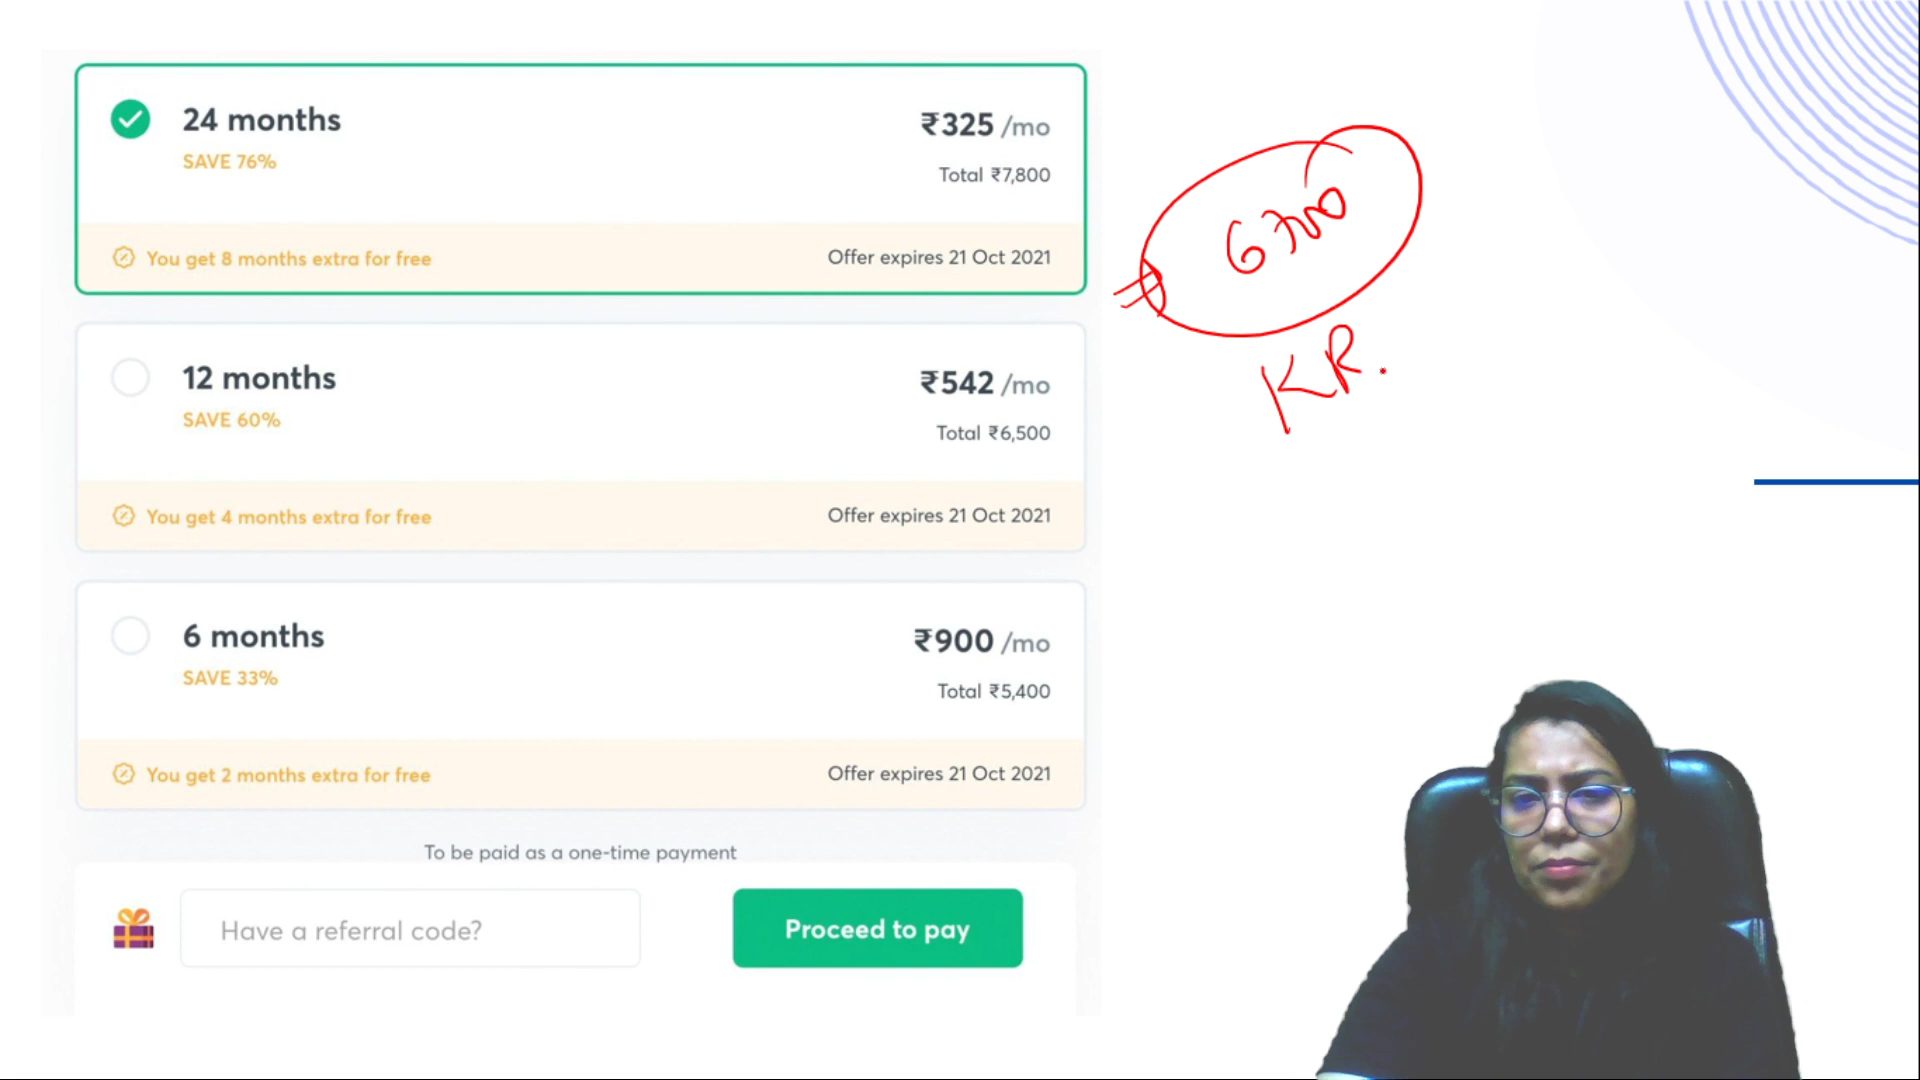 24 months
₹325 /mo
SAVE 76%
Total ₹7,800
You get 8 months extra for free
Offer expires 21 Oct 2021
12 months
₹542 /mo
SAVE 60%
Total ₹6,500
You get 4 months extra for free
Offer expires 21 Oct 2021
6 months
₹900 /mo
SAVE 33%
Total ₹5,400
You get 2 months extra for free
Offer expires 21 Oct 2021
To be paid as a one-time payment
Have a referral code?
Proceed to pay
KR.